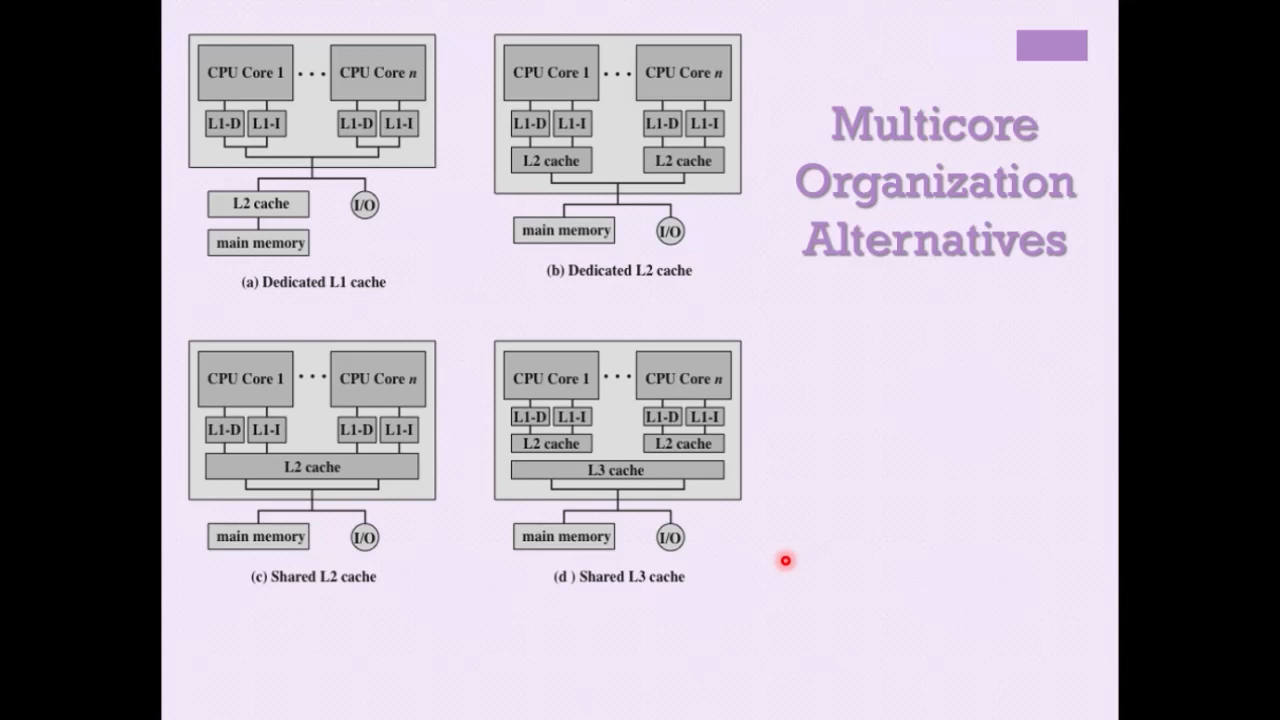 Multicore
Organization
Alternatives
CPU Core 1 • • • CPU Core n
L1-D L1-I L1-D L1-I
L2 cache I/O
main memory
(a) Dedicated L1 cache
CPU Core 1 • • • CPU Core n
L1-D L1-I L1-D L1-I
L2 cache L2 cache
main memory I/O
(b) Dedicated L2 cache
CPU Core 1 • • • CPU Core n
L1-D L1-I L1-D L1-I
L2 cache
main memory I/O
(c) Shared L2 cache
CPU Core 1 • • • CPU Core n
L1-D L1-I L1-D L1-I
L2 cache L2 cache
L3 cache
main memory I/O
(d ) Shared L3 cache